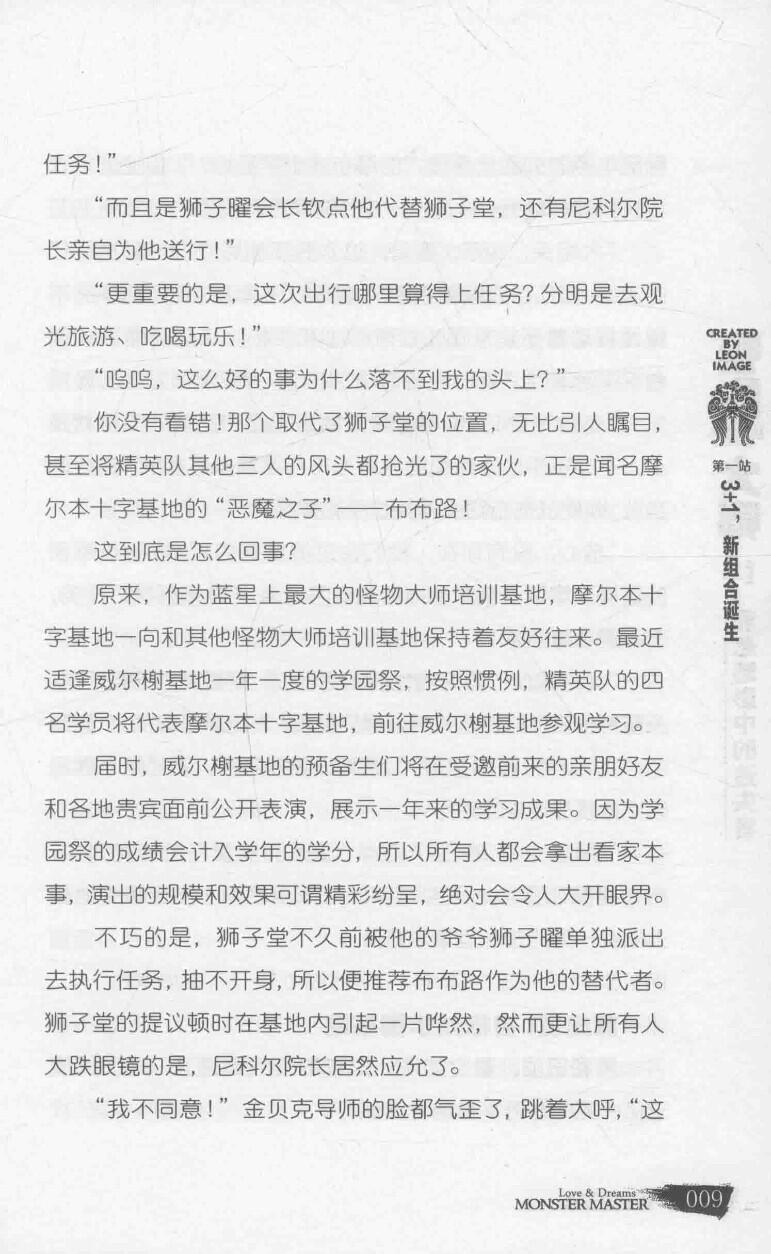 任务！”
“而且是狮子曜会长钦点他代替狮子堂，还有尼科尔院
长亲自为他送行！”
“更重要的是，这次出行哪里算得上任务？分明是去观
光旅游、吃喝玩乐！”
“呜呜，这么好的事为什么落不到我的头上？”
你没有看错！那个取代了狮子堂的位置，无比引人瞩目，
甚至将精英队其他三人的风头都抢光了的家伙，正是闻名摩
尔本十字基地的“恶魔之子”——布布路！
这到底是怎么回事？
原来，作为蓝星上最大的怪物大师培训基地，摩尔本十
字基地一向和其他怪物大师培训基地保持着友好往来。最近
适逢威尔榭基地一年一度的学园祭，按照惯例，精英队的四
名学员将代表摩尔本十字基地，前往威尔榭基地参观学习。
届时，威尔榭基地的预备生们将在受邀前来的亲朋好友
和各地贵宾面前公开表演，展示一年来的学习成果。因为学
园祭的成绩会计入学年的学分，所以所有人都会拿出看家本
事，演出的规模和效果可谓精彩纷呈，绝对会令人大开眼界。
不巧的是，狮子堂不久前被他的爷爷狮子曜单独派出
去执行任务，抽不开身，所以便推荐布布路作为他的替代者。
狮子堂的提议顿时在基地内引起一片哗然，然而更让所有人
大跌眼镜的是，尼科尔院长居然应允了。
“我不同意！”金贝克导师的脸都气歪了，跳着大呼，“这
CREATED
BY
LEON
IMAGE
第一站
3+1，新组合诞生
Love & Dreams
MONSTER MASTER
009